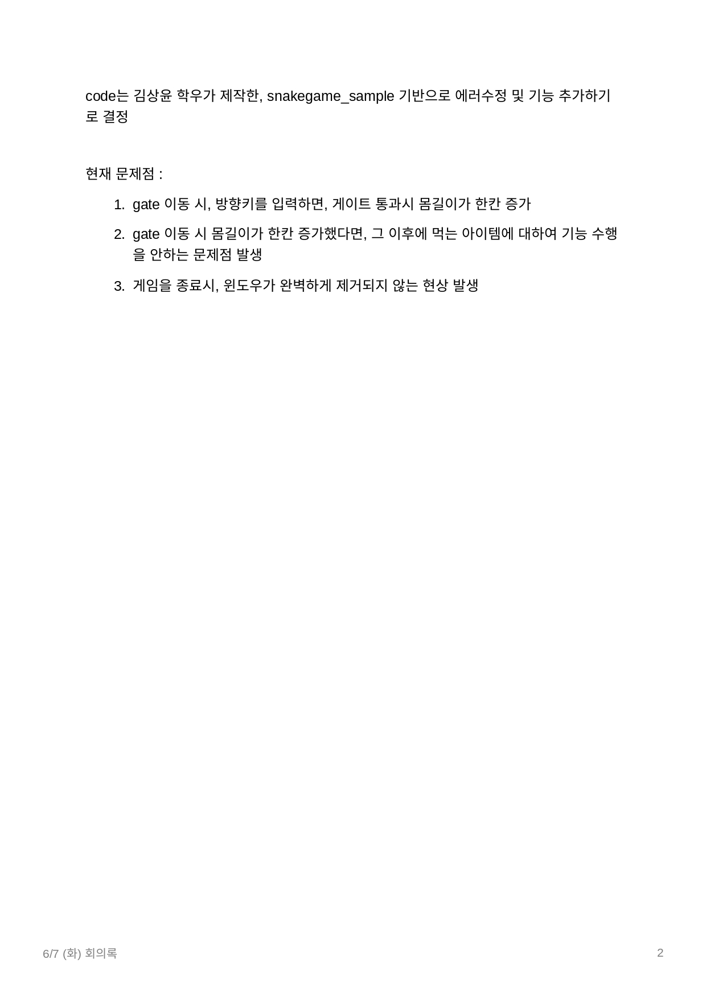 code는 김상윤 학우가 제작한, snakegame_sample 기반으로 에러수정 및 기능 추가하기
로 결정
현재 문제점 :
1. gate 이동 시, 방향키를 입력하면, 게이트 통과시 몸길이가 한칸 증가
2. gate 이동 시 몸길이가 한칸 증가했다면, 그 이후에 먹는 아이템에 대하여 기능 수행
을 안하는 문제점 발생
3. 게임을 종료시, 윈도우가 완벽하게 제거되지 않는 현상 발생
6/7 (화) 회의록 2